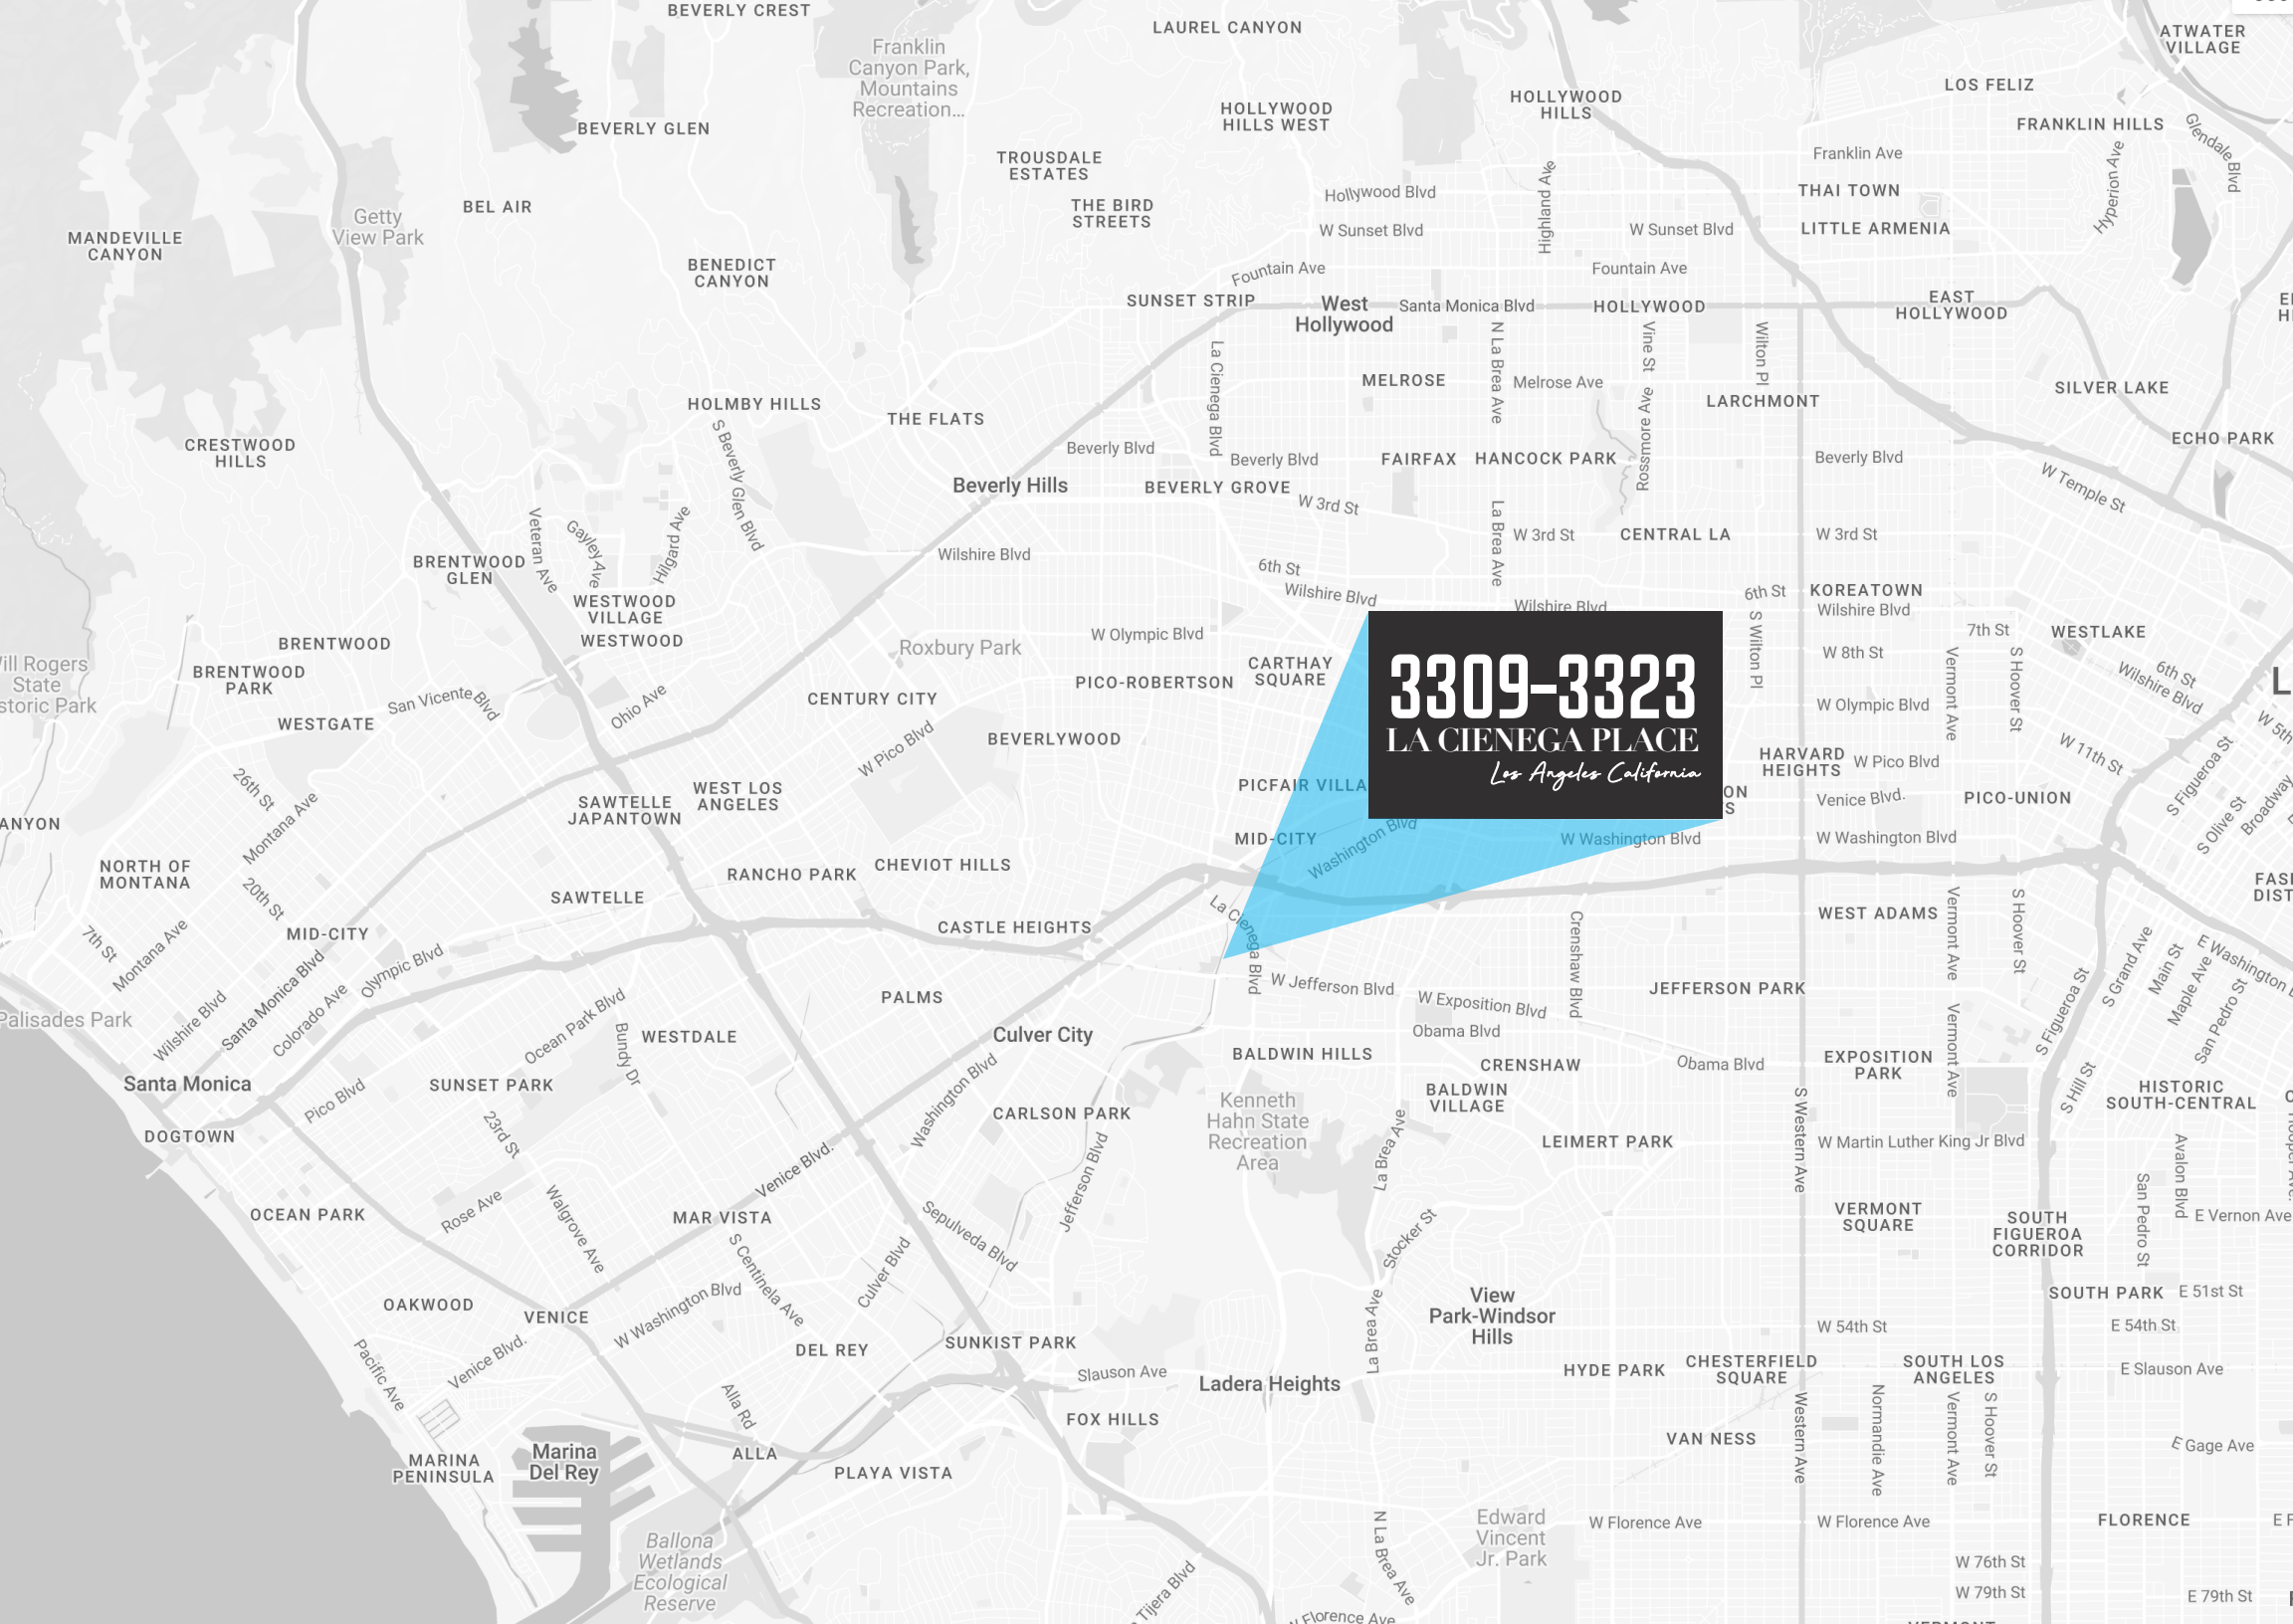 BEVERLY CREST
LAUREL CANYON
ATWATER
VILLAGE
Franklin
Canyon Park,
Mountains
Recreation...
LOS FELIZ
HOLLYWOOD
HILLS
HOLLYWOOD
HILLS WEST
BEVERLY GLEN
FRANKLIN HILLS
Glendale Blvd
Franklin Ave
Hyperion Ave
TROUSDALE
ESTATES
Highland Ave
Hollywood Blvd
THAI TOWN
BEL AIR
THE BIRD
STREETS
Getty
View Park
W Sunset Blvd
W Sunset Blvd
LITTLE ARMENIA
MANDEVILLE
CANYON
BENEDICT
CANYON
Fountain Ave
Fountain Ave
SUNSET STRIP
West
Hollywood
Santa Monica Blvd
HOLLYWOOD
EAST
HOLLYWOOD
La Cienega Blvd
N La Brea Ave
Vine St
Wilton Pl
MELROSE
Melrose Ave
SILVER LAKE
HOLMBY HILLS
THE FLATS
Rossmore Ave
LARCHMONT
CRESTWOOD
HILLS
S Beverly Glen Blvd
Beverly Blvd
Beverly Blvd
FAIRFAX
HANCOCK PARK
Beverly Blvd
ECHO PARK
Beverly Hills
BEVERLY GROVE
W 3rd St
W Temple St
Veteran Ave
Gayley Ave
Hilgard Ave
La Brea Ave
W 3rd St
CENTRAL LA
W 3rd St
BRENTWOOD
GLEN
Wilshire Blvd
6th St
Wilshire Blvd
Wilshire Blvd
6th St
KOREATOWN
Wilshire Blvd
WESTWOOD
VILLAGE
WESTWOOD
BRENTWOOD
Roxbury Park
W Olympic Blvd
S Wilton Pl
7th St
WESTLAKE
W 8th St
Vermont Ave
S Hoover St
6th St
Wilshire Blvd
ill Rogers
State
storic Park
BRENTWOOD
PARK
San Vicente Blvd
WESTGATE
Ohio Ave
CENTURY CITY
PICO-ROBERTSON
CARTHAY
SQUARE
3309–3323
LA CIENEGA PLACE
Los Angeles California
W Olympic Blvd
L
W 5th
BEVERLYWOOD
W Pico Blvd
HARVARD
HEIGHTS
W Pico Blvd
W 11th St
S Figueroa St
26th St
Montana Ave
SAWTELLE
JAPANTOWN
WEST LOS
ANGELES
PICFAIR VILLA
ON
S
Venice Blvd.
PICO-UNION
S Olive St
Broadway
ANYON
MID-CITY
Washington Blvd
W Washington Blvd
W Washington Blvd
NORTH OF
MONTANA
RANCHO PARK
CHEVIOT HILLS
20th St
SAWTELLE
FASH
DIST
7th St
Montana Ave
MID-CITY
CASTLE HEIGHTS
La Cienega Blvd
Crenshaw Blvd
WEST ADAMS
Vermont Ave
S Hoover St
S Grand Ave
Main St
Maple Ave
E Washington
San Pedro St
Wilshire Blvd
Santa Monica Blvd
Colorado Ave
Olympic Blvd
Ocean Park Blvd
PALMS
W Jefferson Blvd
W Exposition Blvd
JEFFERSON PARK
S Figueroa St
Palisades Park
Bundy Dr
WESTDALE
Culver City
Obama Blvd
Vermont Ave
BALDWIN HILLS
CRENSHAW
Obama Blvd
EXPOSITION
PARK
S Hill St
Santa Monica
SUNSET PARK
Pico Blvd
Washington Blvd
BALDWIN
VILLAGE
HISTORIC
SOUTH-CENTRAL
23rd St
CARLSON PARK
Kenneth
Hahn State
Recreation
Area
La Brea Ave
S Western Ave
DOGTOWN
Jefferson Blvd
LEIMERT PARK
W Martin Luther King Jr Blvd
Avalon Blvd
Venice Blvd.
San Pedro St
OCEAN PARK
Rose Ave
Walgrove Ave
MAR VISTA
Sepulveda Blvd
Stocker St
VERMONT
SQUARE
SOUTH
FIGUEROA
CORRIDOR
E Vernon Ave
S Centinela Ave
Culver Blvd
OAKWOOD
VENICE
W Washington Blvd
La Brea Ave
View
Park-Windsor
Hills
SOUTH PARK
E 51st St
W 54th St
E 54th St
Pacific Ave
Venice Blvd.
DEL REY
SUNKIST PARK
Slauson Ave
Ladera Heights
HYDE PARK
CHESTERFIELD
SQUARE
SOUTH LOS
ANGELES
E Slauson Ave
Alla Rd
FOX HILLS
Western Ave
Normandie Ave
Vermont Ave
S Hoover St
VAN NESS
E Gage Ave
MARINA
PENINSULA
Marina
Del Rey
ALLA
PLAYA VISTA
Ballona
Wetlands
Ecological
Reserve
N La Brea Ave
Edward
Vincent
Jr. Park
W Florence Ave
W Florence Ave
FLORENCE
E F
W 76th St
W 79th St
E 79th St
Tijera Blvd
Florence Ave